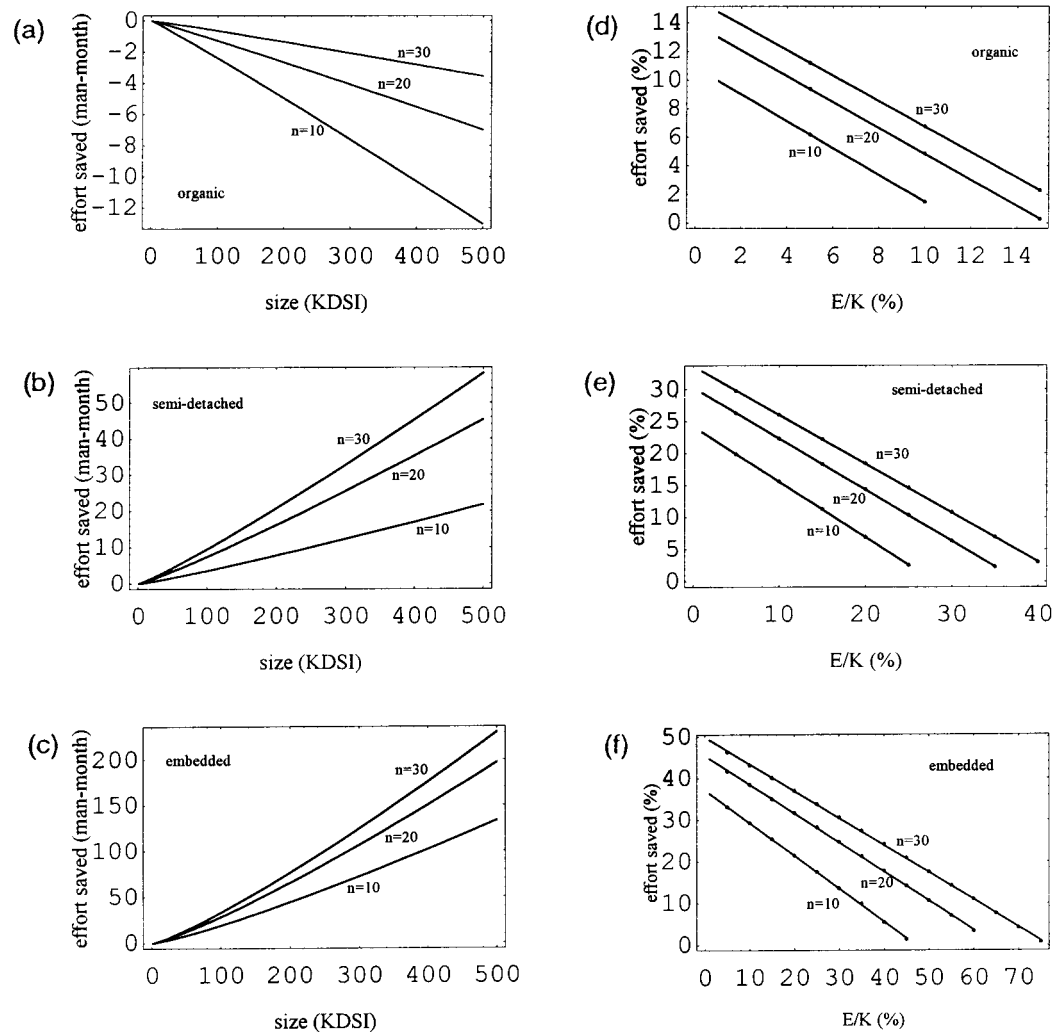 (a)
effort saved (man-month)
0
-2
-4
-6
-8
-10
-12
n=30
n=20
n=10
organic
0 100 200 300 400 500
size (KDSI)
(d)
effort saved (%)
14
12
10
8
6
4
2
0
organic
n=30
n=20
n=10
0 2 4 6 8 10 12 14
E/K (%)
(b)
effort saved (man-month)
50
40
30
20
10
0
semi-detached
n=30
n=20
n=10
0 100 200 300 400 500
size (KDSI)
(e)
effort saved (%)
30
25
20
15
10
5
0
semi-detached
n=30
n=20
n=10
0 10 20 30 40
E/K (%)
(c)
effort saved (man-month)
200
150
100
50
0
embedded
n=30
n=20
n=10
0 100 200 300 400 500
size (KDSI)
(f)
effort saved (%)
50
40
30
20
10
0
embedded
n=30
n=20
n=10
0 10 20 30 40 50 60 70
E/K (%)